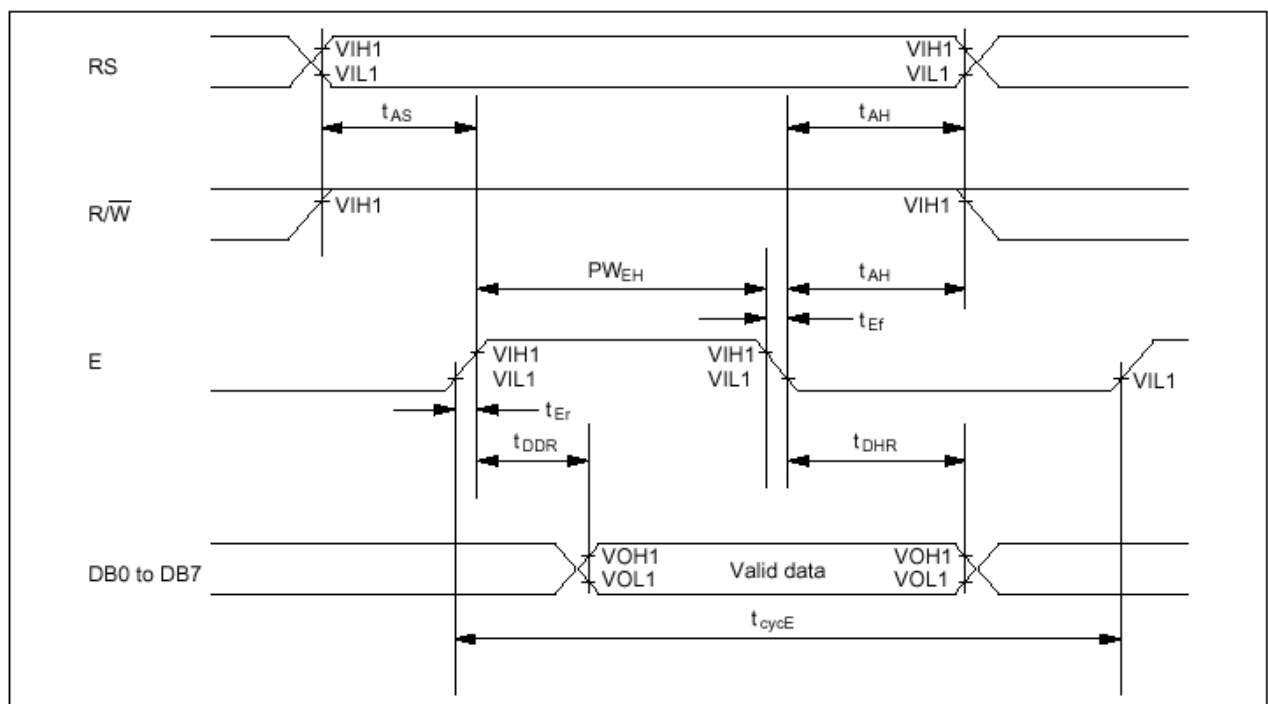 RS
VIH1
VIL1
VIH1
VIL1
tAS
tAH
R/W̅
VIH1
VIH1
PWEH
tAH
tEf
E
VIH1
VIL1
VIH1
VIL1
VIL1
tEr
tDDR
tDHR
DB0 to DB7
VOH1
VOL1
Valid data
VOH1
VOL1
tcycE